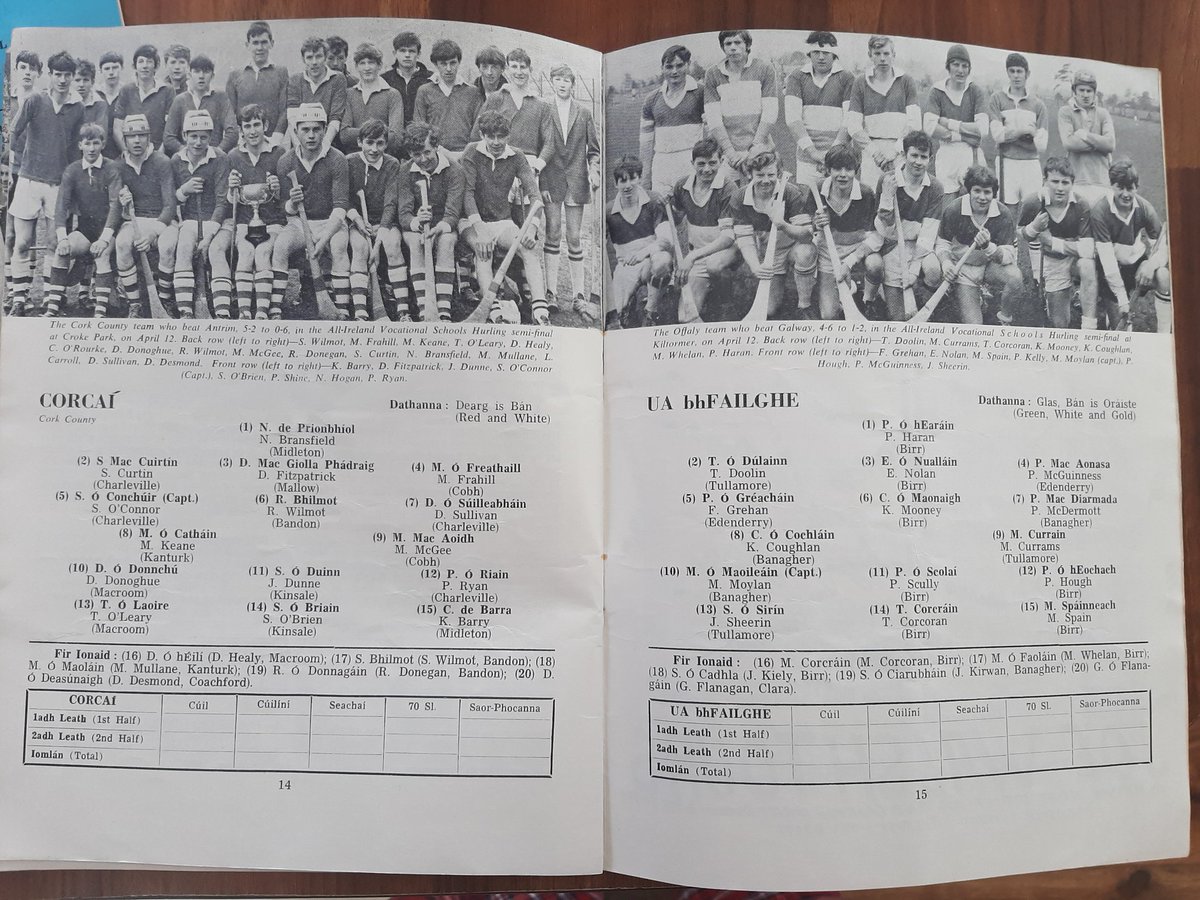 The Cork County team who beat Antrim, 5-2 to 0-6, in the All-Ireland Vocational Schools Hurling semi-final
at Croke Park, on April 12. Back row (left to right)—S. Wilmot, M. Frahill, M. Keane, T. O'Leary, D. Healy,
C. O'Rourke, D. Donoghue, R. Wilmot, M. McGee, R. Donegan, S. Curtin, N. Bransfield, M. Mullane, L.
Carroll, D. Sullivan, D. Desmond. Front row (left to right)—K. Barry, D. Fitzpatrick, J. Dunne, S. O'Connor
(Capt.), S. O'Brien, P. Shine, N. Hogan, P. Ryan.
CORCAÍ
Cork County
Dathanna : Dearg is Bán
(Red and White)
(1) N. de Prionbhíol
N. Bransfield
(Midleton)
(2) S Mac Cuirtín
S. Curtin
(Charleville)
(3) D. Mac Giolla Phádraig
D. Fitzpatrick
(Mallow)
(4) M. Ó Freathaill
M. Frahill
(Cobh)
(5) S. Ó Conchúir (Capt.)
S. O'Connor
(Charleville)
(6) R. Bhilmot
R. Wilmot
(Bandon)
(7) D. Ó Súilleabháin
D. Sullivan
(Charleville)
(8) M. Ó Catháin
M. Keane
(Kanturk)
(9) M. Mac Aoidh
M. McGee
(Cobh)
(10) D. Ó Donnchú
D. Donoghue
(Macroom)
(11) S. Ó Duinn
J. Dunne
(Kinsale)
(12) P. Ó Riain
P. Ryan
(Charleville)
(13) T. Ó Laoire
T. O'Leary
(Macroom)
(14) S. Ó Briain
S. O'Brien
(Kinsale)
(15) C. de Barra
K. Barry
(Midleton)
Fir Ionaid : (16) D. Ó hÉilí (D. Healy, Macroom); (17) S. Bhilmot (S. Wilmot, Bandon); (18)
M. Ó Maoláin (M. Mullane, Kanturk); (19) R. Ó Donnagáin (R. Donegan, Bandon); (20) D.
Ó Deasúnaigh (D. Desmond, Coachford).
CORCAÍ Cúil Cúilíní Seachaí 70 Sl. Saor-Phocanna
1adh Leath (1st Half)
2adh Leath (2nd Half)
Iomlán (Total)
14
The Offaly team who beat Galway, 4-6 to 1-2, in the All-Ireland Vocational Schools Hurling semi-final at
Kiltormer, on April 12. Back row (left to right)—T. Doolin, M. Currams, T. Corcoran, K. Mooney, K. Coughlan,
M. Whelan, P. Haran. Front row (left to right)—F. Grehan, E. Nolan, M. Spain, P. Kelly, M. Moylan (capt.), P.
Hough, P. McGuinness, J. Sheerin.
UA bhFAILGHE
Dathanna : Glas, Bán is Oráiste
(Green, White and Gold)
(1) P. Ó hEaráin
P. Haran
(Birr)
(2) T. Ó Dúlainn
T. Doolin
(Tullamore)
(3) E. Ó Nualláin
E. Nolan
(Birr)
(4) P. Mac Aonasa
P. McGuinness
(Edenderry)
(5) P. Ó Gréacháin
F. Grehan
(Edenderry)
(6) C. Ó Maonaigh
K. Mooney
(Birr)
(7) P. Mac Diarmada
P. McDermott
(Banagher)
(8) C. Ó Cochláin
K. Coughlan
(Banagher)
(9) M. Currain
M. Currams
(Tullamore)
(10) M. Ó Maoileáin (Capt.)
M. Moylan
(Banagher)
(11) P. Ó Scolaí
P. Scully
(Birr)
(12) P. Ó hEochach
P. Hough
(Birr)
(13) S. Ó Sirín
J. Sheerin
(Tullamore)
(14) T. Corcráin
T. Corcoran
(Birr)
(15) M. Spáinneach
M. Spain
(Birr)
Fir Ionaid : (16) M. Corcráin (M. Corcoran, Birr); (17) M. Ó Faoláin (M. Whelan, Birr);
(18) S. Ó Cadhla (J. Kiely, Birr); (19) S. Ó Ciarubháin (J. Kirwan, Banagher); (20) G. Ó Flana-
gáin (G. Flanagan, Clara).
UA bhFAILGHE Cúil Cúilíní Seachaí 70 Sl. Saor-Phocanna
1adh Leath (1st Half)
2adh Leath (2nd Half)
Iomlán (Total)
15